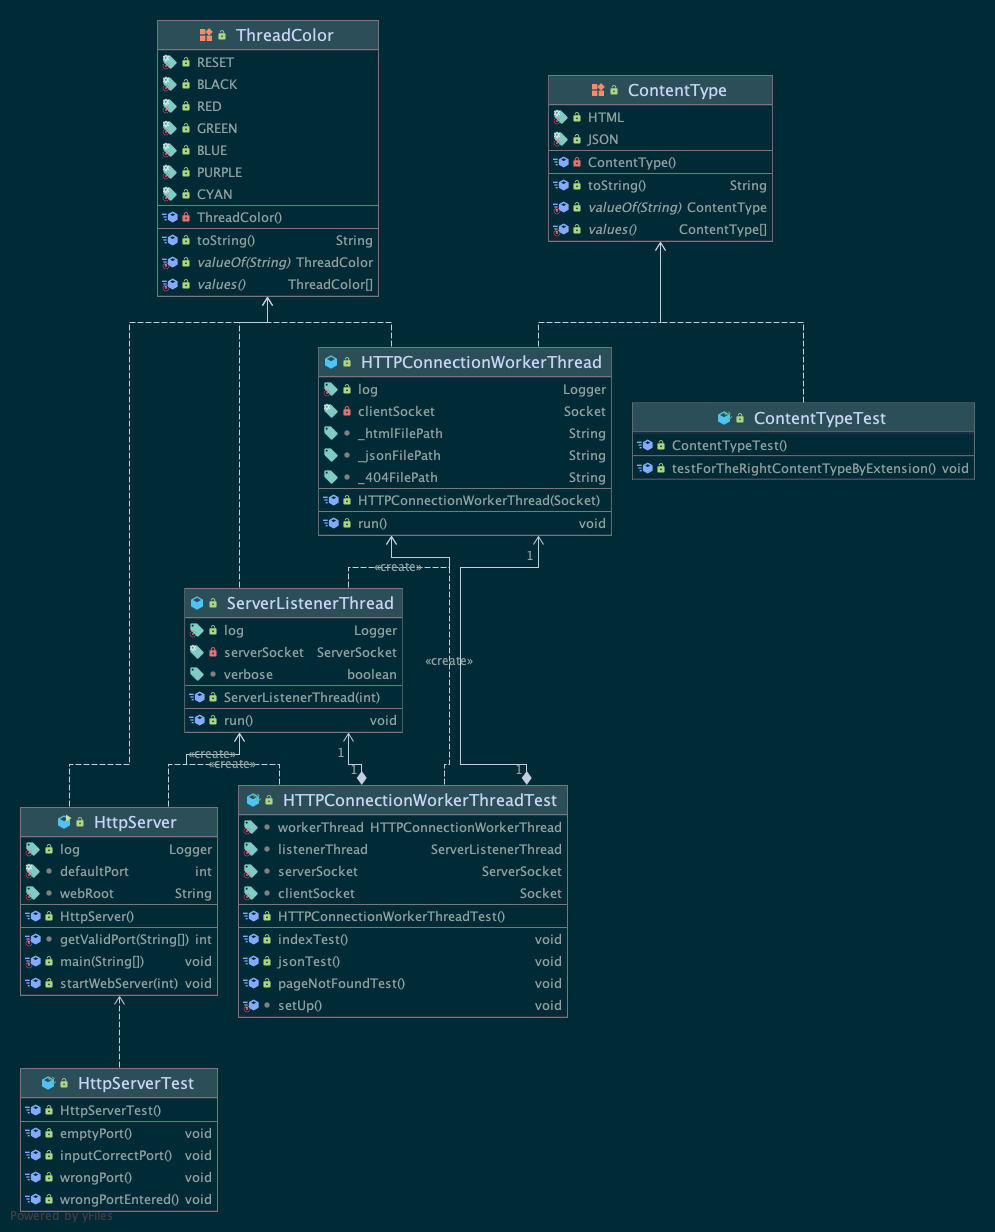 ThreadColor
RESET
BLACK
RED
GREEN
BLUE
PURPLE
CYAN
ThreadColor()
toString() String
valueOf(String) ThreadColor
values() ThreadColor[]
ContentType
HTML
JSON
ContentType()
toString() String
valueOf(String) ContentType
values() ContentType[]
HTTPConnectionWorkerThread
log Logger
clientSocket Socket
_htmlFilePath String
_jsonFilePath String
_404FilePath String
HTTPConnectionWorkerThread(Socket)
run() void
ContentTypeTest
ContentTypeTest()
testForTheRightContentTypeByExtension() void
1
«create»
ServerListenerThread
log Logger
serverSocket ServerSocket
verbose boolean
ServerListenerThread(int)
run() void
«create»
«create»
«create»
1
1
1
HttpServer
log Logger
defaultPort int
webRoot String
HttpServer()
getValidPort(String[]) int
main(String[]) void
startWebServer(int) void
HTTPConnectionWorkerThreadTest
workerThread HTTPConnectionWorkerThread
listenerThread ServerListenerThread
serverSocket ServerSocket
clientSocket Socket
HTTPConnectionWorkerThreadTest()
indexTest() void
jsonTest() void
pageNotFoundTest() void
setUp() void
HttpServerTest
HttpServerTest()
emptyPort() void
inputCorrectPort() void
wrongPort() void
wrongPortEntered() void
Powered by yFiles